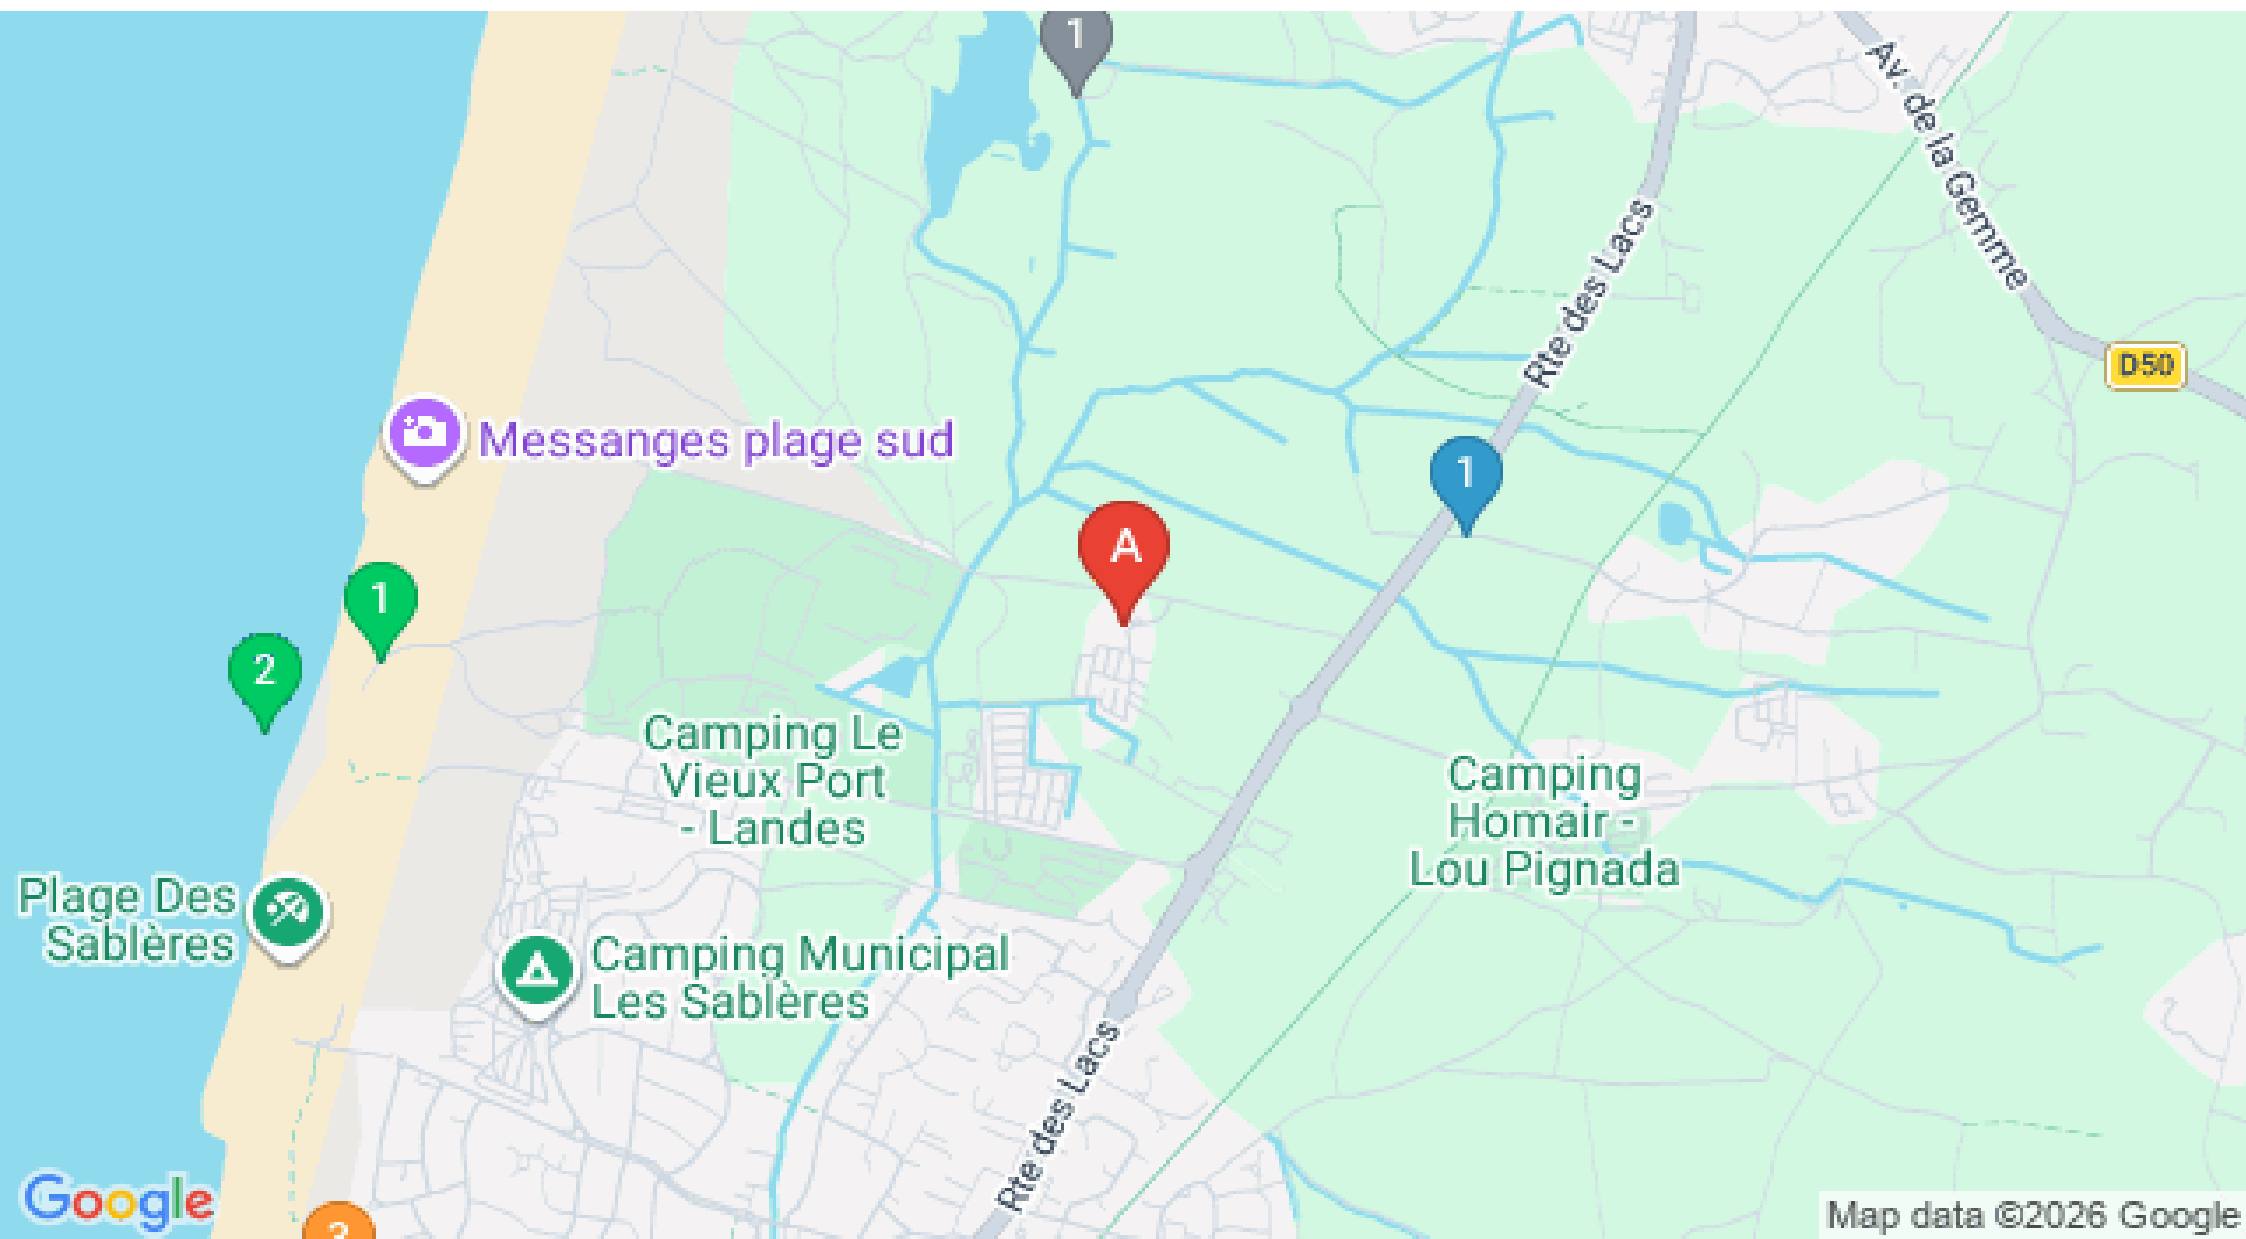 1
Av. de la Gemme
Rte des Lacs
D50
Messanges plage sud
1
A
1
2
Camping Le
Vieux Port
- Landes
Camping
Homair -
Lou Pignada
Plage Des
Sablères
Camping Municipal
Les Sablères
Rte des Lacs
Google
Map data ©2026 Google